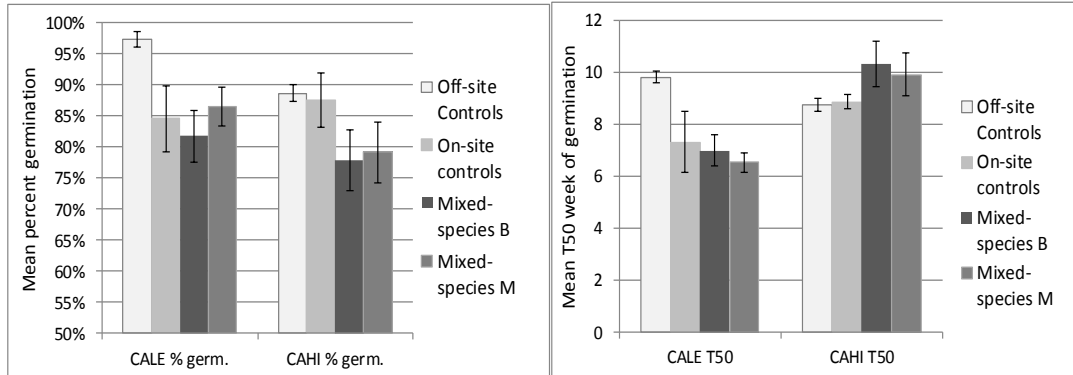 Mean percent germination
100%
95%
90%
85%
80%
75%
70%
65%
60%
55%
50%
CALE % germ.
CAHI % germ.
Off-site
Controls
On-site
controls
Mixed-
species B
Mixed-
species M
Mean T50 week of germination
12
10
8
6
4
2
0
CALE T50
CAHI T50
Off-site
Controls
On-site
controls
Mixed-
species B
Mixed-
species M